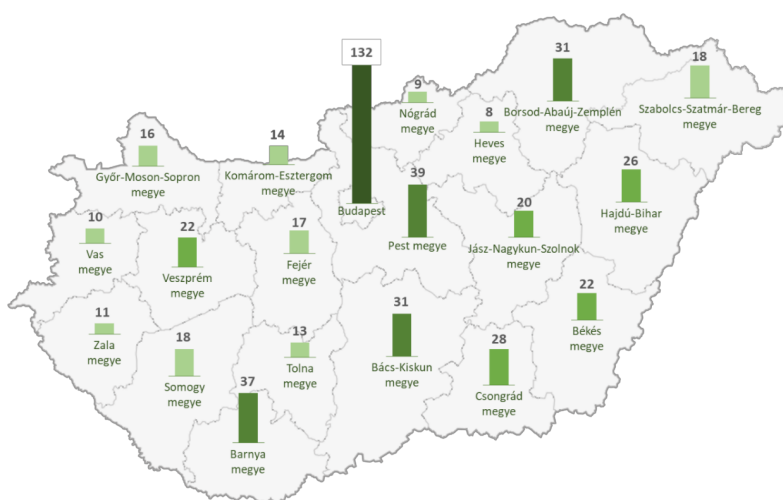 132
Budapest
9
Nógrád
megye
31
Borsod-Abaúj-Zemplén
megye
18
Szabolcs-Szatmár-Bereg
megye
8
Heves
megye
16
Győr-Moson-Sopron
megye
14
Komárom-Esztergom
megye
39
Pest megye
26
Hajdú-Bihar
megye
20
Jász-Nagykun-Szolnok
megye
10
Vas
megye
22
Veszprém
megye
17
Fejér
megye
22
Békés
megye
11
Zala
megye
18
Somogy
megye
13
Tolna
megye
31
Bács-Kiskun
megye
28
Csongrád
megye
37
Barnya
megye